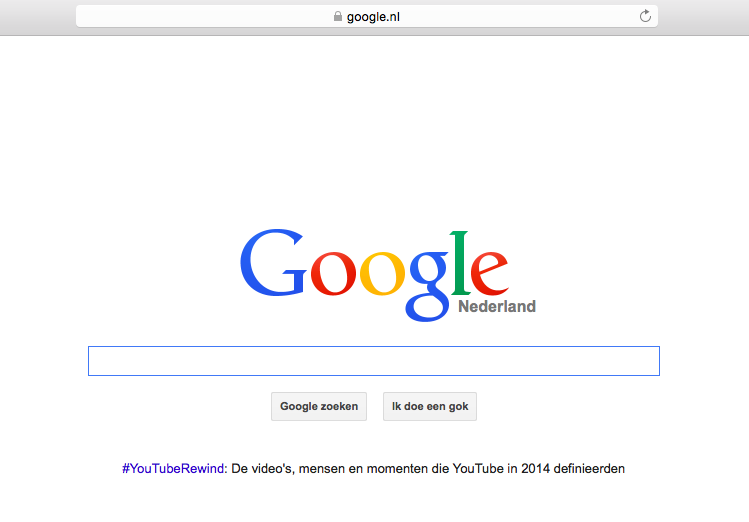 google.nl
Google
Nederland
Google zoeken
Ik doe een gok
#YouTubeRewind: De video's, mensen en momenten die YouTube in 2014 definieerden